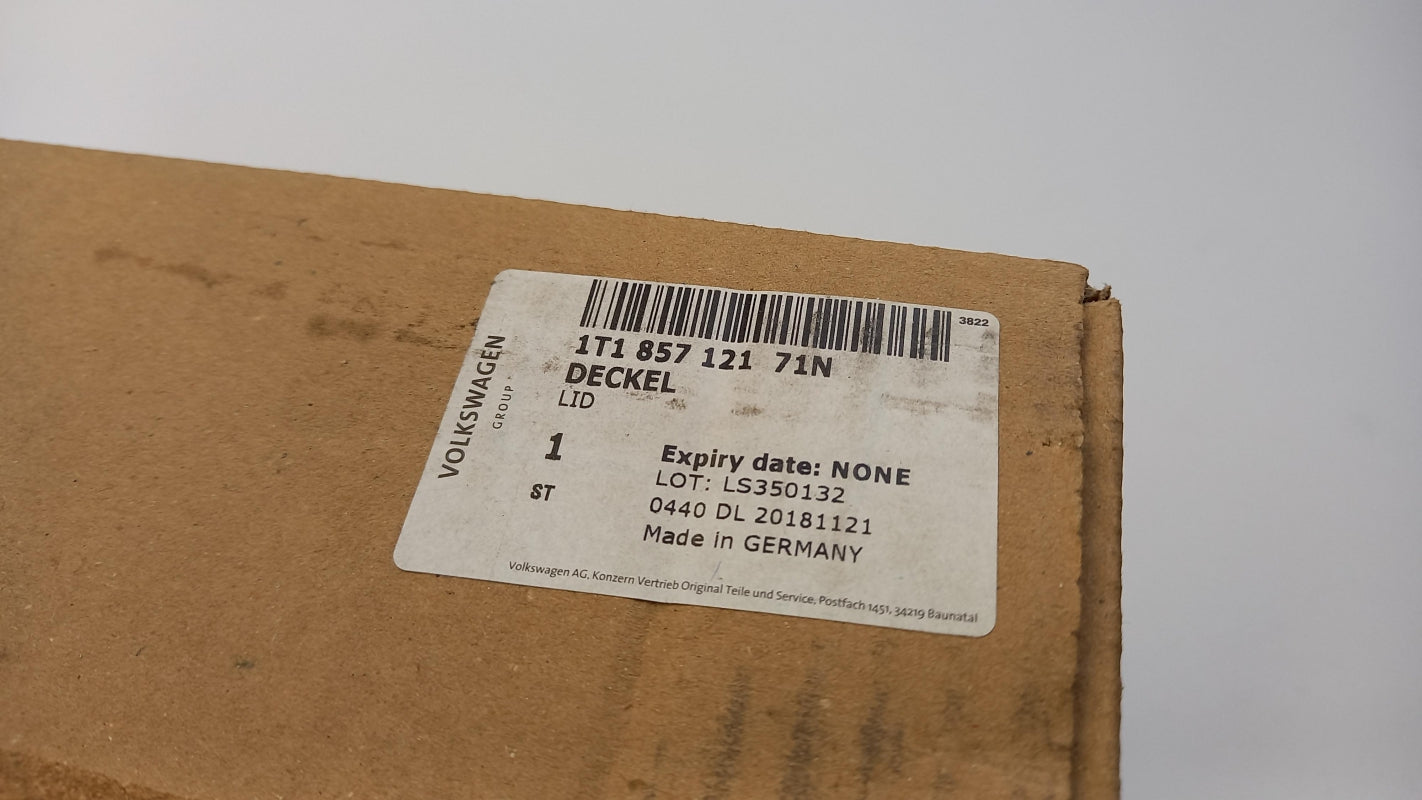 3822
1T1 857 121 71N
DECKEL
LID
VOLKSWAGEN
GROUP
1
ST
Expiry date: NONE
LOT: LS350132
0440 DL 20181121
Made in GERMANY
Volkswagen AG, Konzern Vertrieb Original Teile und Service, Postfach 1451, 34219 Baunatal